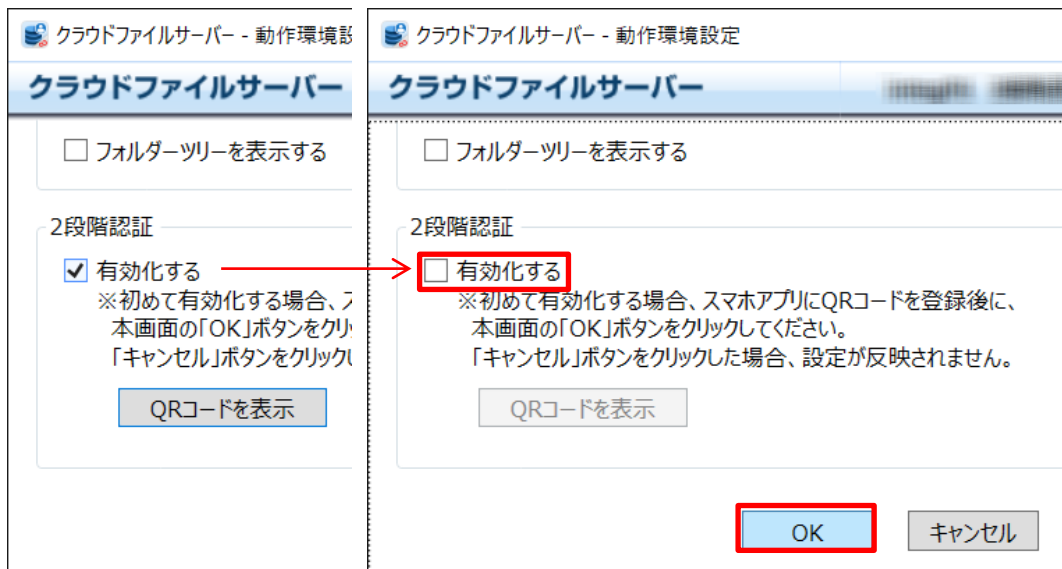 クラウドファイルサーバー - 動作環境設
クラウドファイルサーバー
フォルダーツリーを表示する
2段階認証
有効化する
※初めて有効化する場合、ス
本画面の「OK」ボタンをクリッ
「キャンセル」ボタンをクリックし
QRコードを表示
クラウドファイルサーバー - 動作環境設定
クラウドファイルサーバー
フォルダーツリーを表示する
2段階認証
有効化する
※初めて有効化する場合、スマホアプリにQRコードを登録後に、
本画面の「OK」ボタンをクリックしてください。
「キャンセル」ボタンをクリックした場合、設定が反映されません。
QRコードを表示
OK
キャンセル